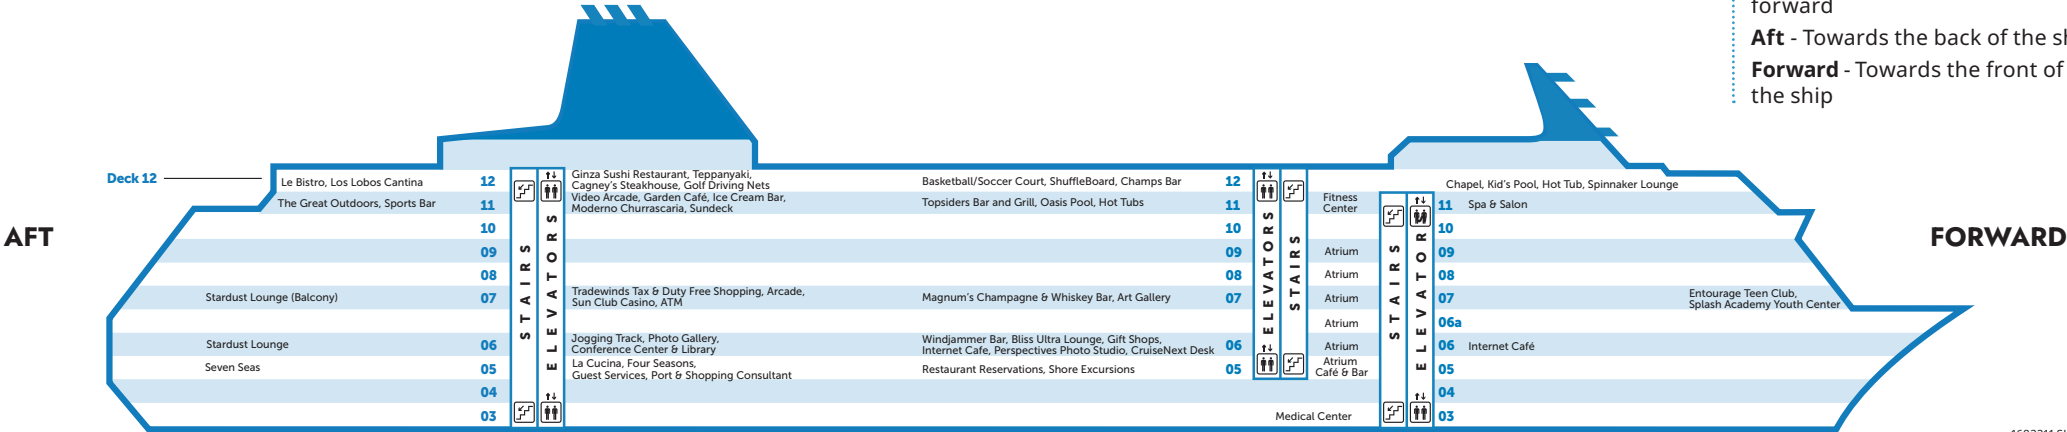 forward
Aft - Towards the back of the
Forward - Towards the front of
the ship
AFT
FORWARD
Deck 12
Le Bistro, Los Lobos Cantina
12
Ginza Sushi Restaurant, Teppanyaki,
Cagney's Steakhouse, Golf Driving Nets
Basketball/Soccer Court, ShuffleBoard, Champs Bar
12
Chapel, Kid's Pool, Hot Tub, Spinnaker Lounge
The Great Outdoors, Sports Bar
11
Video Arcade, Garden Café, Ice Cream Bar,
Moderno Churrascaria, Sundeck
Topsiders Bar and Grill, Oasis Pool, Hot Tubs
11
Fitness
Center
11
Spa & Salon
10
10
10
09
09
Atrium
09
08
08
Atrium
08
Stardust Lounge (Balcony)
07
Tradewinds Tax & Duty Free Shopping, Arcade,
Sun Club Casino, ATM
Magnum's Champagne & Whiskey Bar, Art Gallery
07
Atrium
07
Entourage Teen Club,
Splash Academy Youth Center
Atrium
06a
Stardust Lounge
06
Jogging Track, Photo Gallery,
Conference Center & Library
Windjammer Bar, Bliss Ultra Lounge, Gift Shops,
Internet Cafe, Perspectives Photo Studio, CruiseNext Desk
06
Atrium
06
Internet Café
Seven Seas
05
La Cucina, Four Seasons,
Guest Services, Port & Shopping Consultant
Restaurant Reservations, Shore Excursions
05
Atrium
Café & Bar
05
04
04
03
Medical Center
03
STAIRS
ELEVATORS
ELEVATORS
STAIRS
STAIRS
ELEVATORS